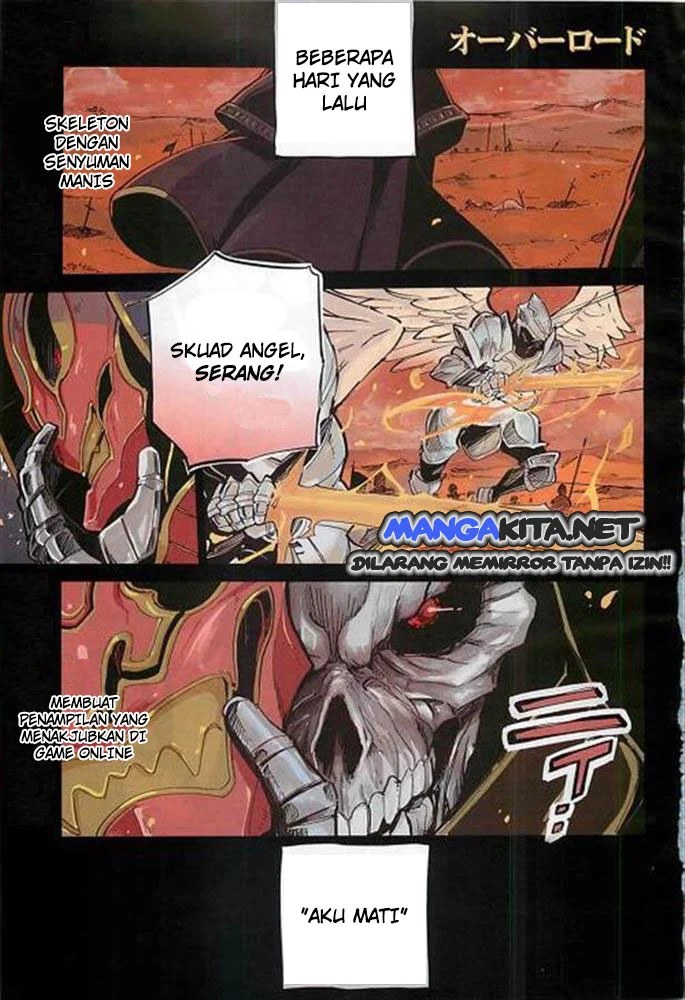 オーバーロード
BEBERAPA
HARI YANG
LALU
SKELETON
DENGAN
SENYUMAN
MANIS
SKUAD ANGEL,
SERANG!
MANGAKITA.NET
DILARANG MEMIRROR TANPA IZIN!!
MEMBUAT
PENAMPILAN YANG
MENAKJUBKAN DI
GAME ONLINE
ニィ
"AKU MATI"